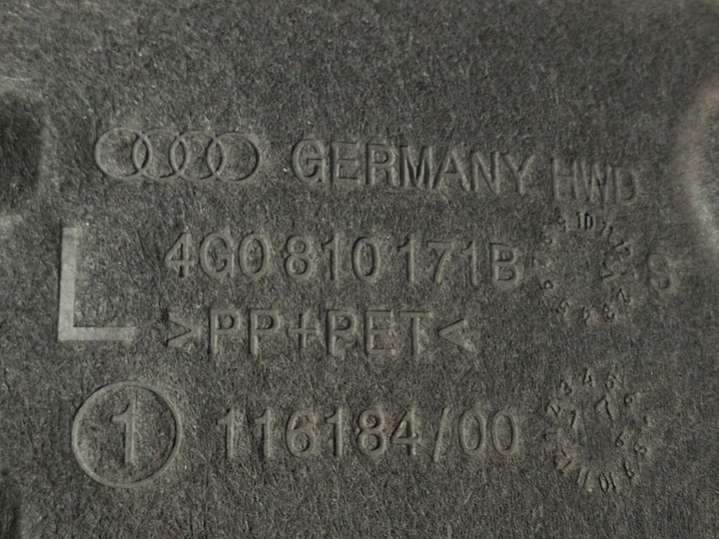 GERMANY HWD
4G0 810 171B S
L
>PP+PET<
1 116184/00